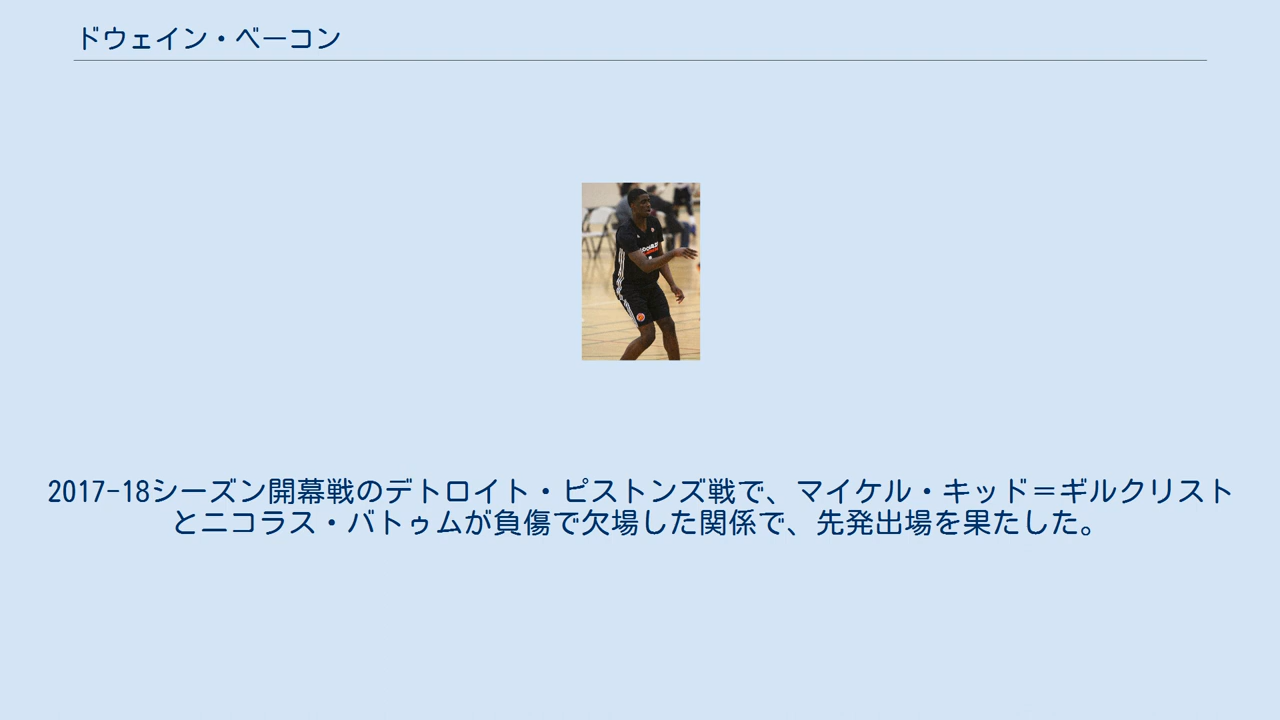 ドウェイン・ベーコン
2017-18シーズン開幕戦のデトロイト・ピストンズ戦で、マイケル・キッド＝ギルクリスト
とニコラス・バトゥムが負傷で欠場した関係で、先発出場を果たした。